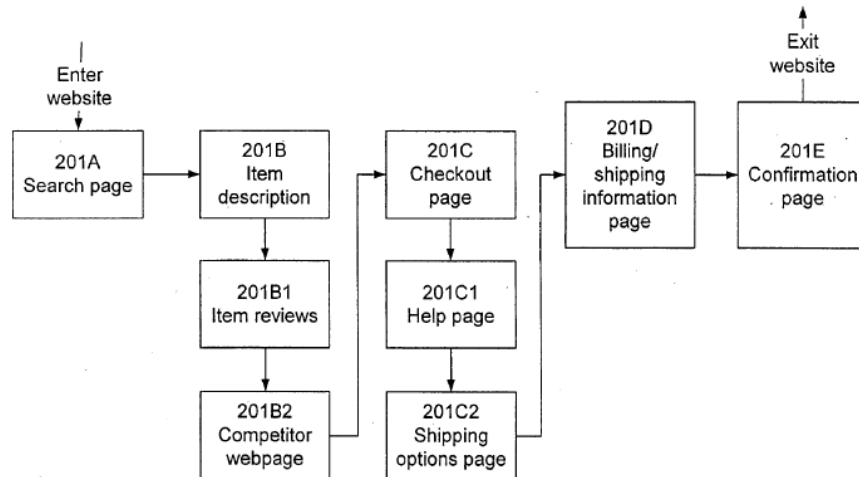 Enter
website
201A
Search page
201B
Item
description
201B1
Item reviews
201B2
Competitor
webpage
201C
Checkout
page
201C1
Help page
201C2
Shipping
options page
201D
Billing/
shipping
information
page
201E
Confirmation
page
Exit
website